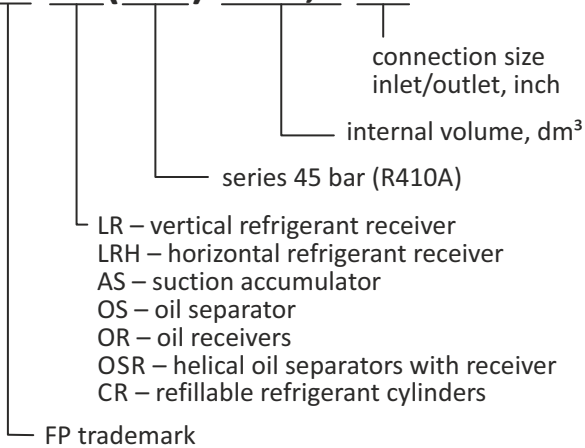 connection size
inlet/outlet, inch
internal volume, dm³
series 45 bar (R410A)
LR – vertical refrigerant receiver
LRH – horizontal refrigerant receiver
AS – suction accumulator
OS – oil separator
OR – oil receivers
OSR – helical oil separators with receiver
CR – refillable refrigerant cylinders
FP trademark